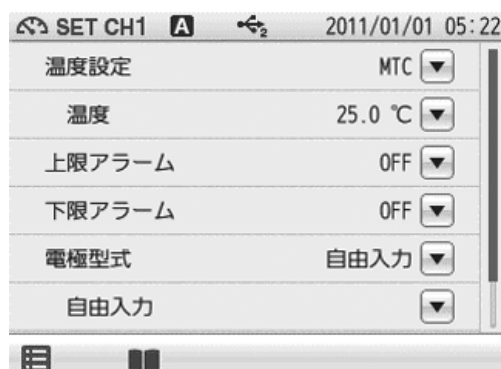 SET CH1 A 2 2011/01/01 05:22
温度設定 MTC
温度 25.0 ℃
上限アラーム OFF
下限アラーム OFF
電極型式 自由入力
自由入力